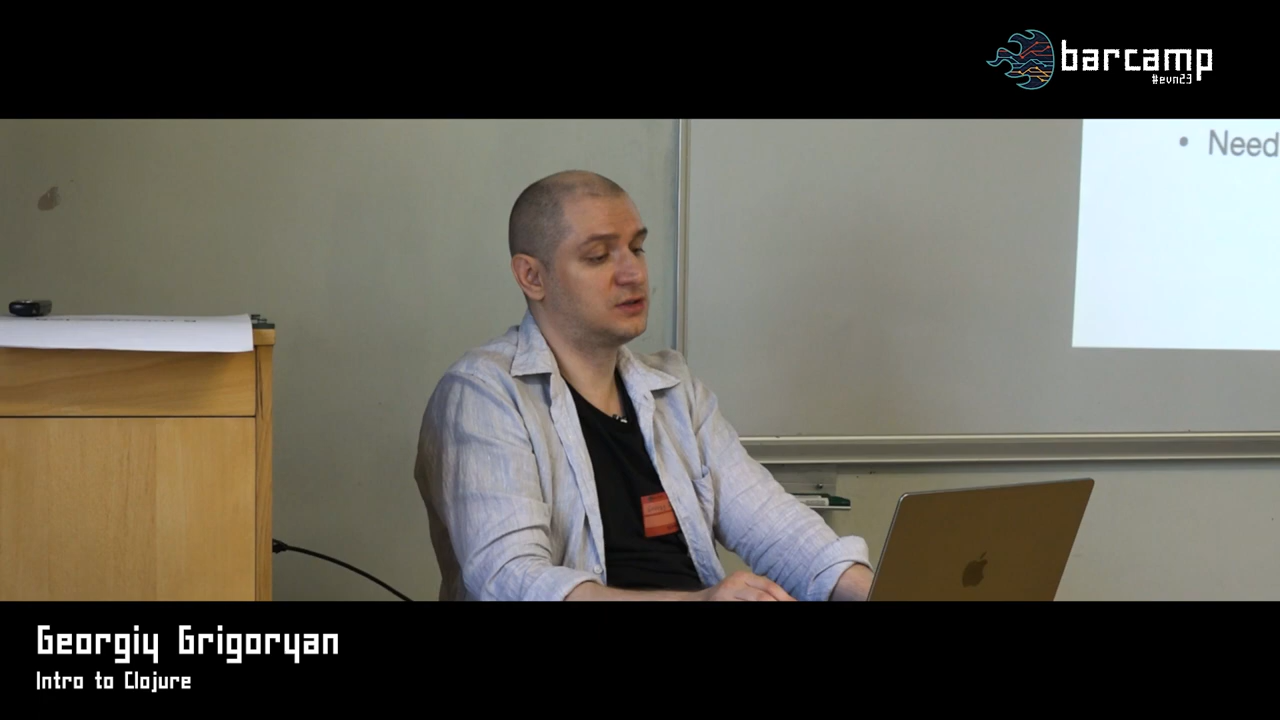 barcamp
#evn23
• Need
Georgiy Grigoryan
Intro to Clojure